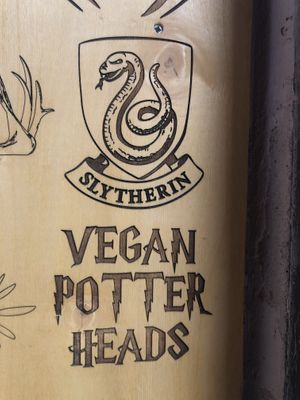 SLYTHERIN
VEGAN
POTTER
HEADS